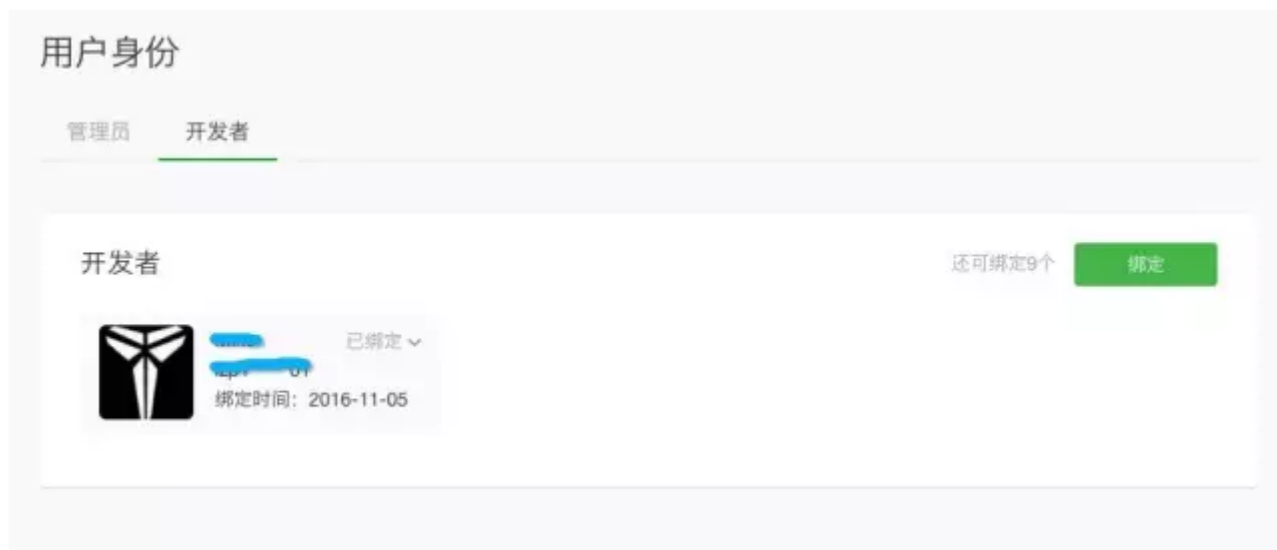 用户身份
管理员 开发者
开发者 还可绑定9个 绑定
已绑定
绑定时间：2016-11-05